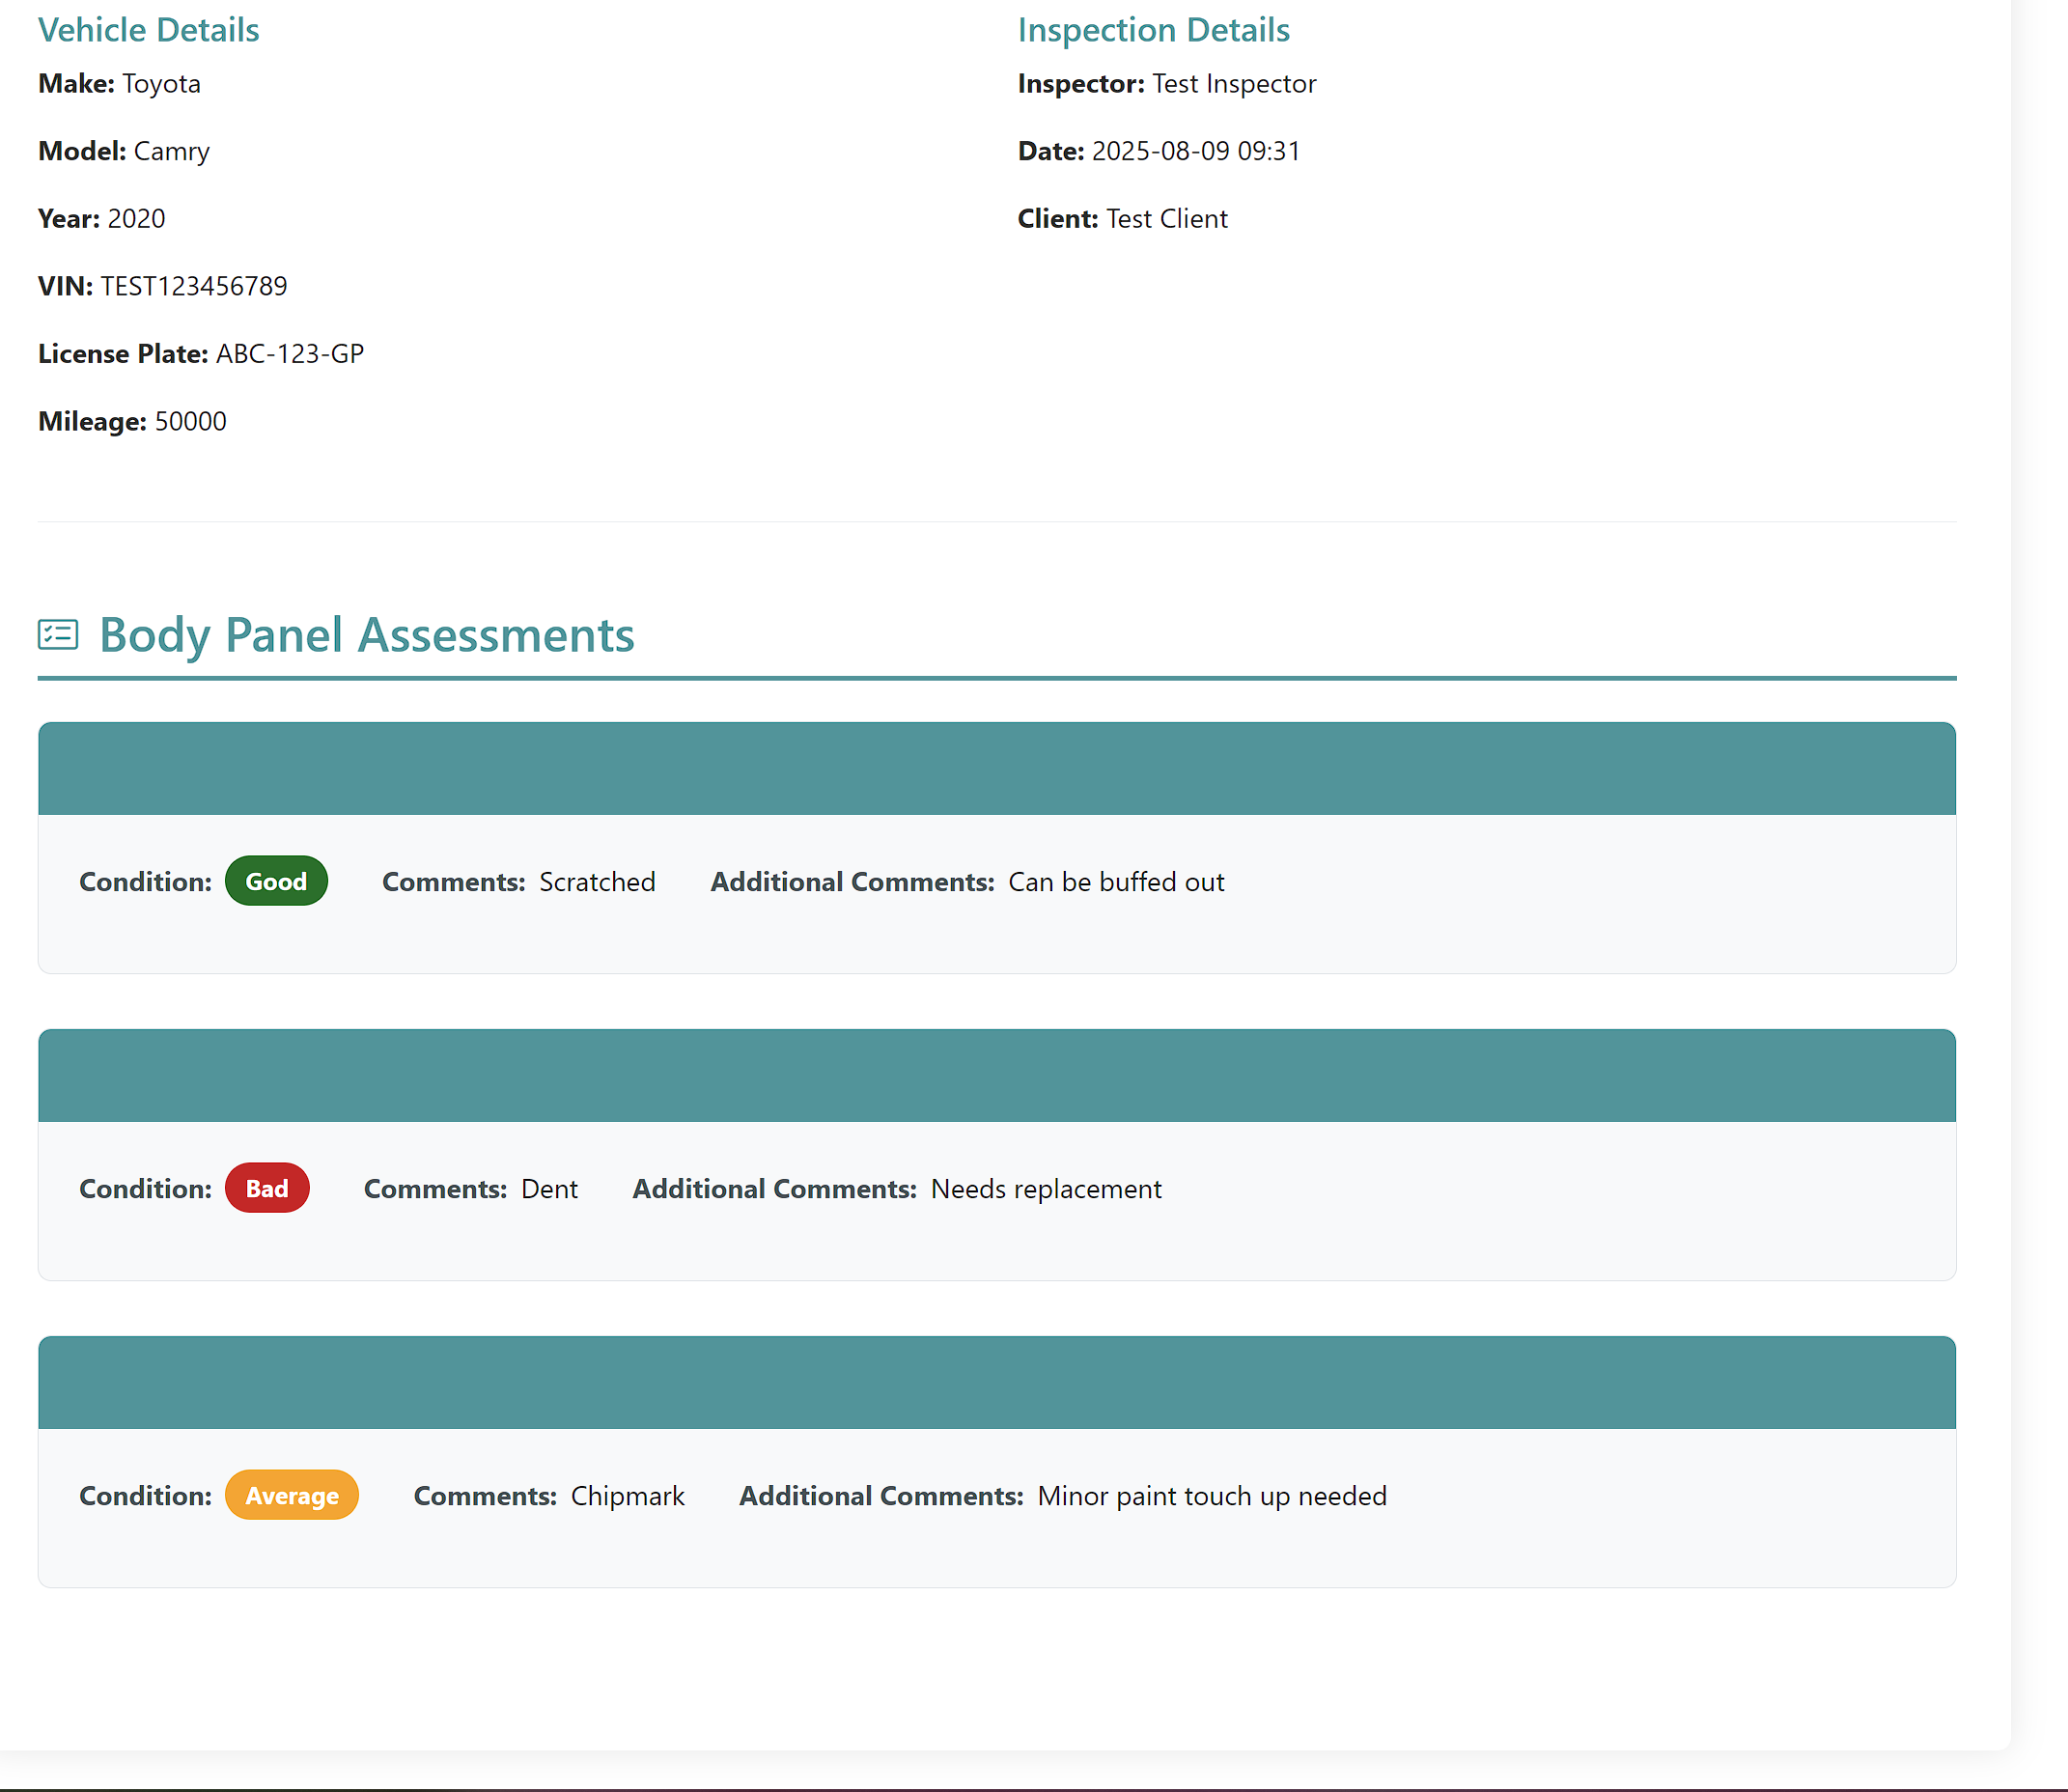 Vehicle Details
Make: Toyota
Model: Camry
Year: 2020
VIN: TEST123456789
License Plate: ABC-123-GP
Mileage: 50000
Inspection Details
Inspector: Test Inspector
Date: 2025-08-09 09:31
Client: Test Client
Body Panel Assessments
Condition: Good Comments: Scratched Additional Comments: Can be buffed out
Condition: Bad Comments: Dent Additional Comments: Needs replacement
Condition: Average Comments: Chipmark Additional Comments: Minor paint touch up needed